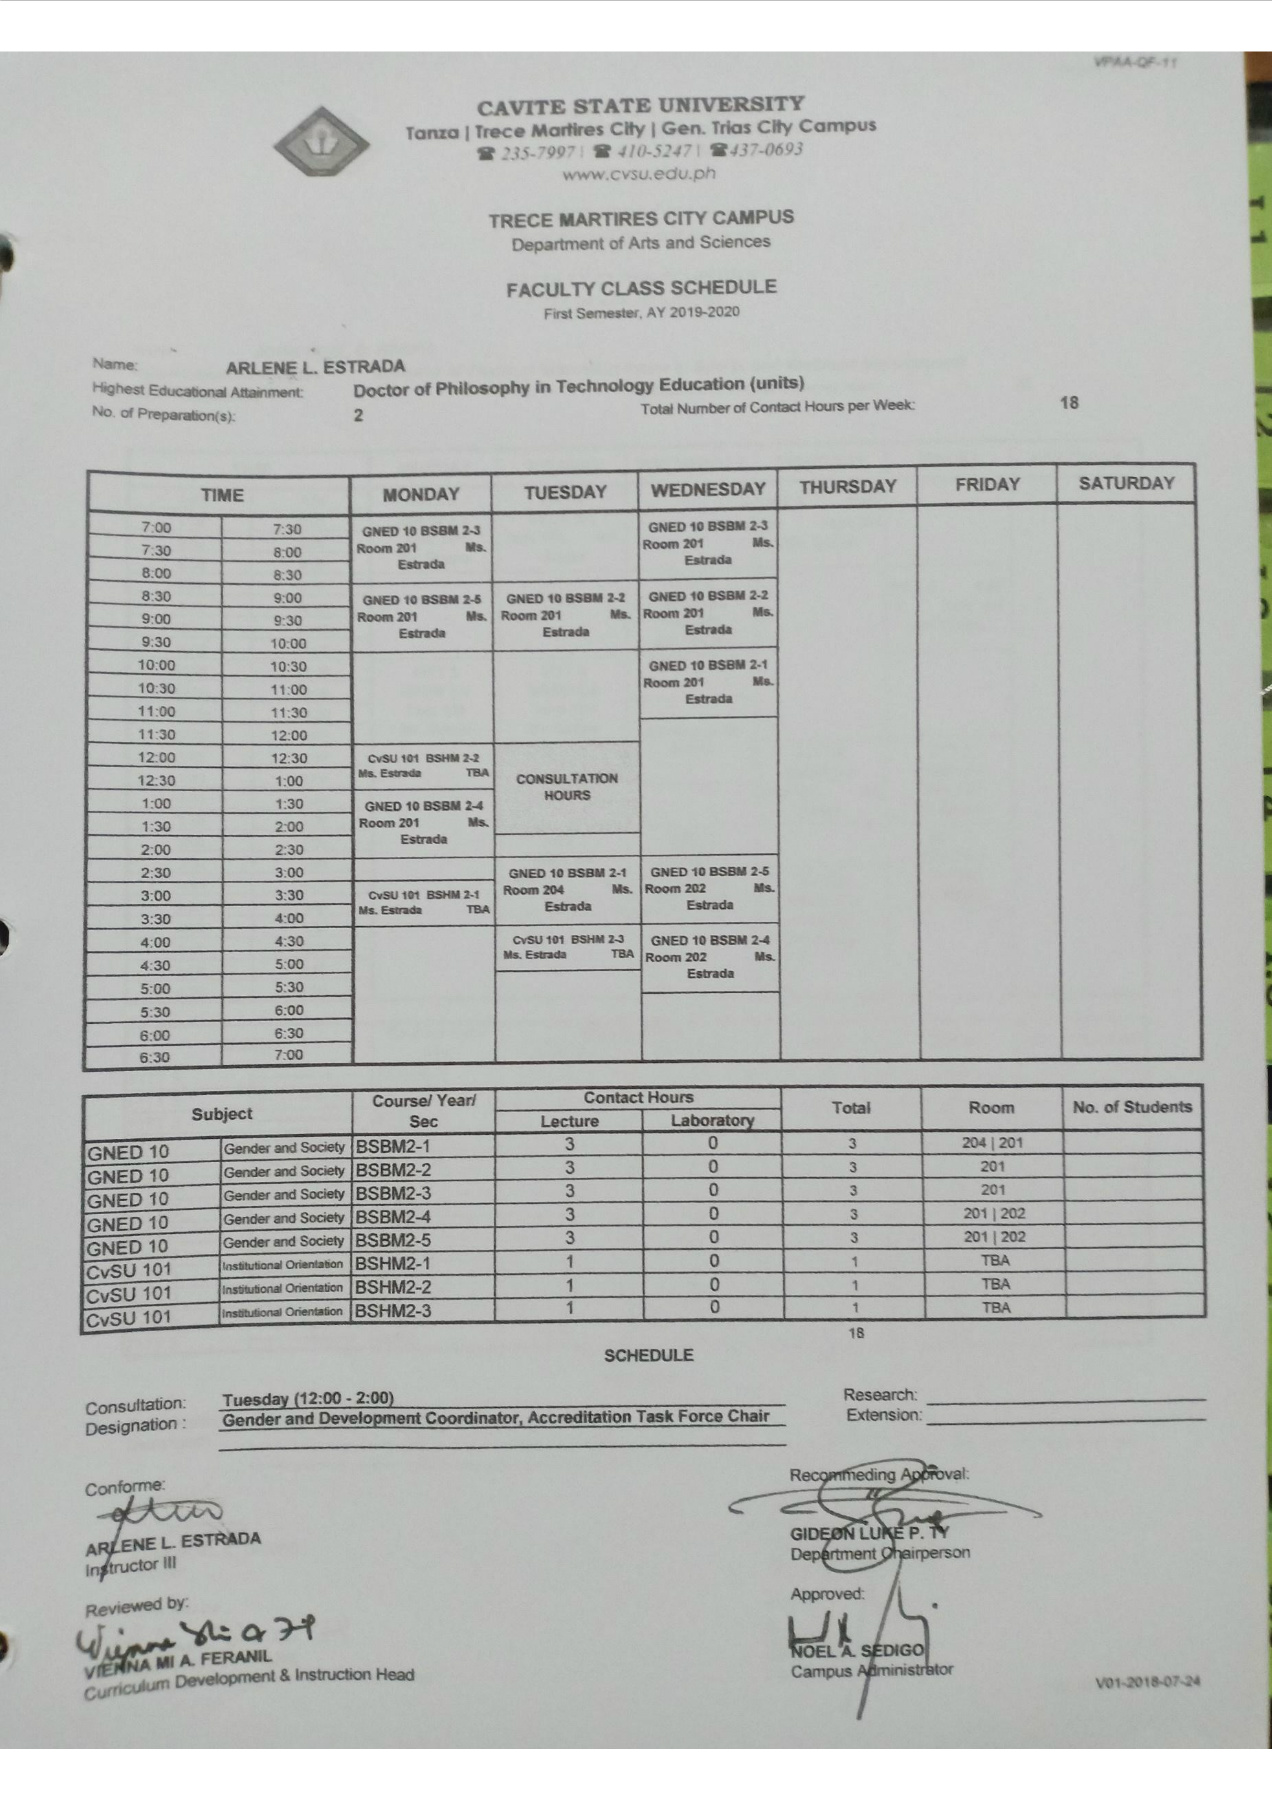 VPAA-QF-11
CAVITE STATE UNIVERSITY
Tanza | Trece Martires City | Gen. Trias City Campus
☎ 235-7997 | ☎ 410-5247 | ☎437-0693
www.cvsu.edu.ph
TRECE MARTIRES CITY CAMPUS
Department of Arts and Sciences
FACULTY CLASS SCHEDULE
First Semester, AY 2019-2020
Name: ARLENE L. ESTRADA
Highest Educational Attainment: Doctor of Philosophy in Technology Education (units)
No. of Preparation(s): 2 Total Number of Contact Hours per Week: 18
TIME MONDAY TUESDAY WEDNESDAY THURSDAY FRIDAY SATURDAY
7:00 7:30 GNED 10 BSBM 2-3 GNED 10 BSBM 2-3
7:30 8:00 Room 201 Ms. Room 201 Ms.
8:00 8:30 Estrada Estrada
8:30 9:00 GNED 10 BSBM 2-5 GNED 10 BSBM 2-2 GNED 10 BSBM 2-2
9:00 9:30 Room 201 Ms. Room 201 Ms. Room 201 Ms.
9:30 10:00 Estrada Estrada Estrada
10:00 10:30 GNED 10 BSBM 2-1
10:30 11:00 Room 201 Ms.
11:00 11:30 Estrada
11:30 12:00
12:00 12:30 CvSU 101 BSHM 2-2
12:30 1:00 Ms. Estrada TBA CONSULTATION
1:00 1:30 GNED 10 BSBM 2-4 HOURS
1:30 2:00 Room 201 Ms.
2:00 2:30 Estrada
2:30 3:00 GNED 10 BSBM 2-1 GNED 10 BSBM 2-5
3:00 3:30 CvSU 101 BSHM 2-1 Room 204 Ms. Room 202 Ms.
3:30 4:00 Ms. Estrada TBA Estrada Estrada
4:00 4:30 CvSU 101 BSHM 2-3 GNED 10 BSBM 2-4
4:30 5:00 Ms. Estrada TBA Room 202 Ms.
5:00 5:30 Estrada
5:30 6:00
6:00 6:30
6:30 7:00
Subject Course/ Year/ Sec Contact Hours Total Room No. of Students
Lecture Laboratory
GNED 10 Gender and Society BSBM2-1 3 0 3 204 | 201
GNED 10 Gender and Society BSBM2-2 3 0 3 201
GNED 10 Gender and Society BSBM2-3 3 0 3 201
GNED 10 Gender and Society BSBM2-4 3 0 3 201 | 202
GNED 10 Gender and Society BSBM2-5 3 0 3 201 | 202
CvSU 101 Institutional Orientation BSHM2-1 1 0 1 TBA
CvSU 101 Institutional Orientation BSHM2-2 1 0 1 TBA
CvSU 101 Institutional Orientation BSHM2-3 1 0 1 TBA
18
SCHEDULE
Consultation: Tuesday (12:00 - 2:00) Research:
Designation : Gender and Development Coordinator, Accreditation Task Force Chair Extension:
Conforme: Recommeding Approval:
ARLENE L. ESTRADA GIDEON LUKE P. TY
Instructor III Department Chairperson
Reviewed by: Approved:
VIENNA MI A. FERANIL NOEL A. SEDIGO
Curriculum Development & Instruction Head Campus Administrator
V01-2018-07-24